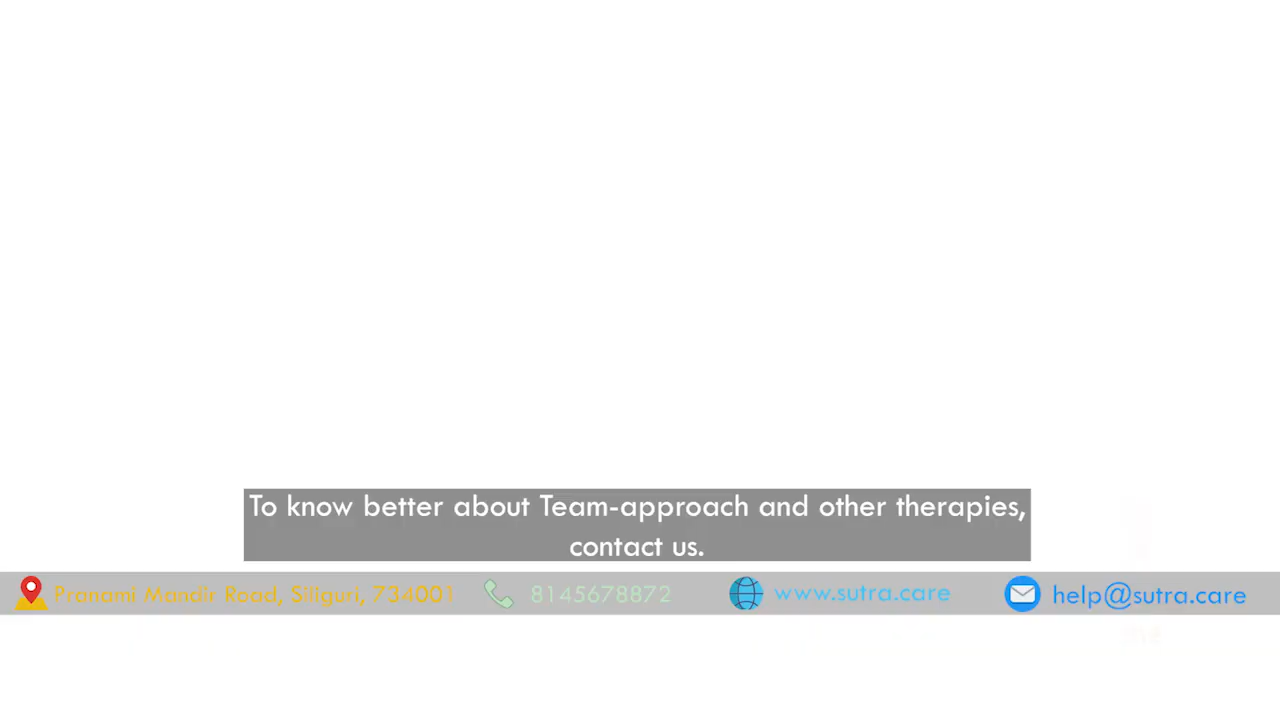 To know better about Team-approach and other therapies,
contact us.
Pranami Mandir Road, Siliguri, 734001 8145678872 www.sutra.care help@sutra.care